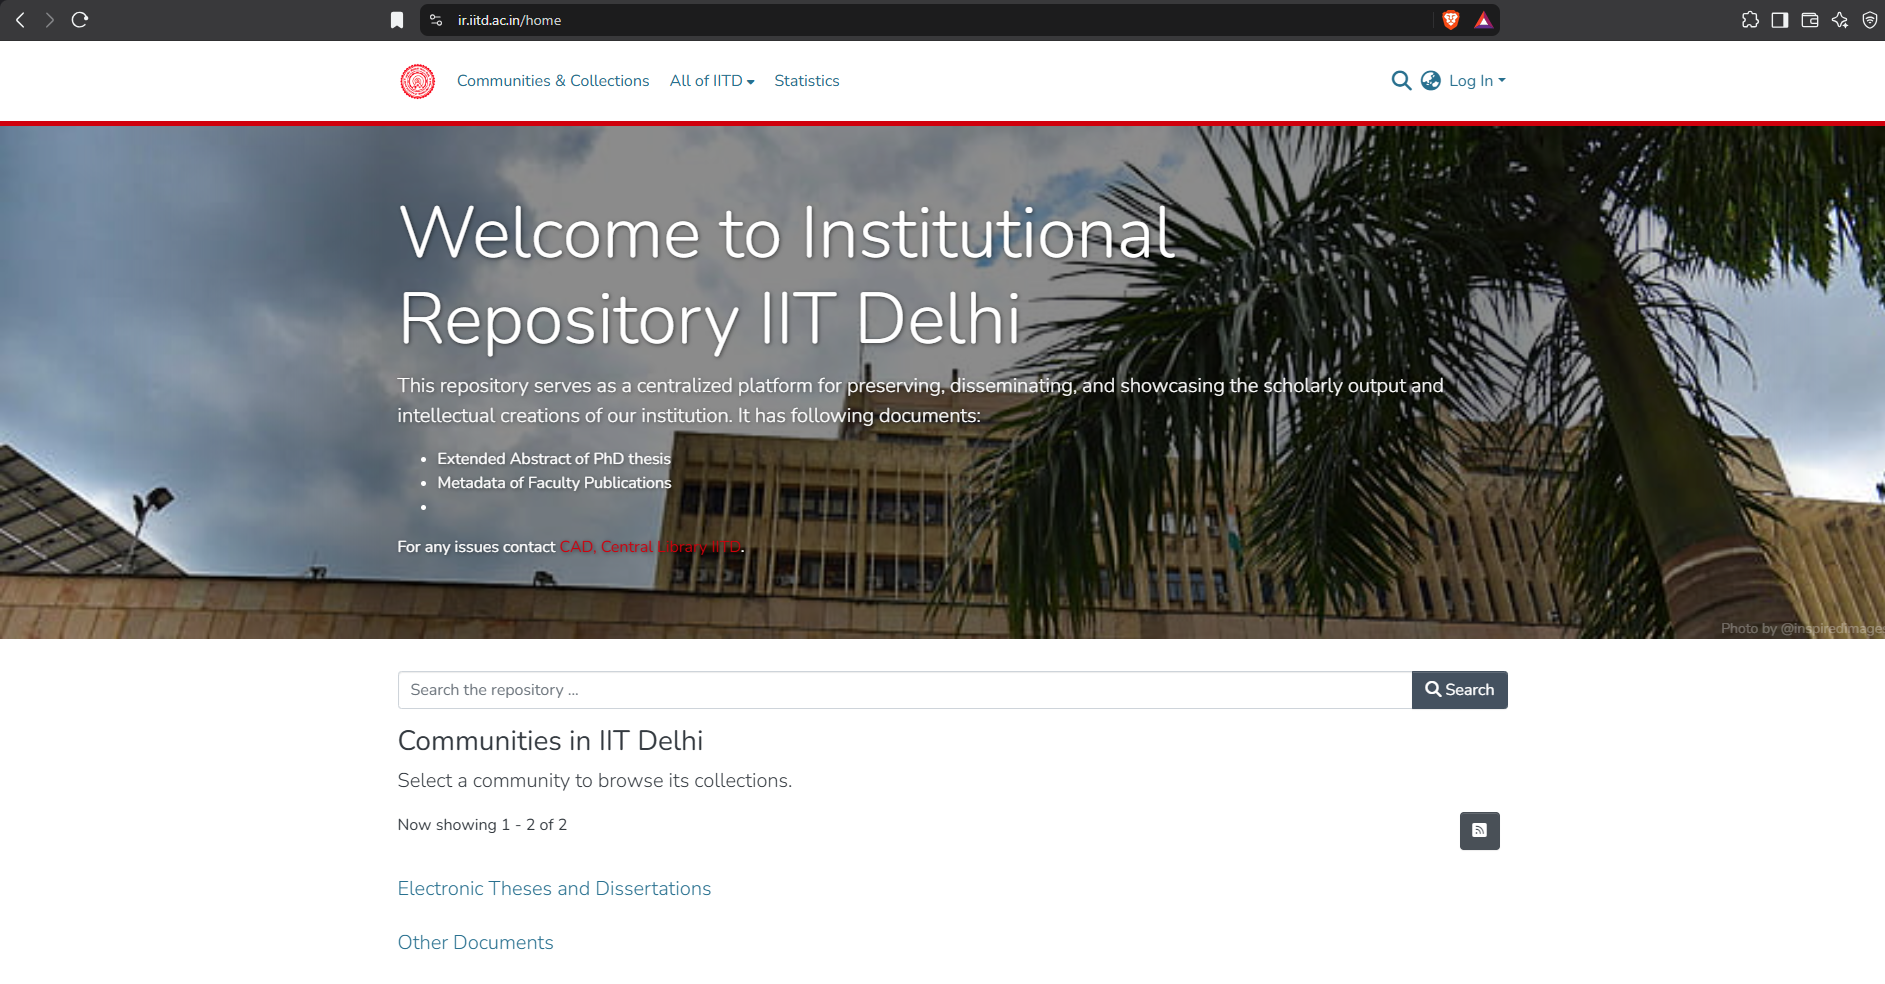 ir.iitd.ac.in/home
Communities & Collections
All of IITD
Statistics
Log In
Welcome to Institutional
Repository IIT Delhi
This repository serves as a centralized platform for preserving, disseminating, and showcasing the scholarly output and
intellectual creations of our institution. It has following documents:
• Extended Abstract of PhD thesis
• Metadata of Faculty Publications
•
For any issues contact CAD, Central Library IITD.
Photo by @inspiredimage
Search the repository ...
Search
Communities in IIT Delhi
Select a community to browse its collections.
Now showing 1 - 2 of 2
Electronic Theses and Dissertations
Other Documents